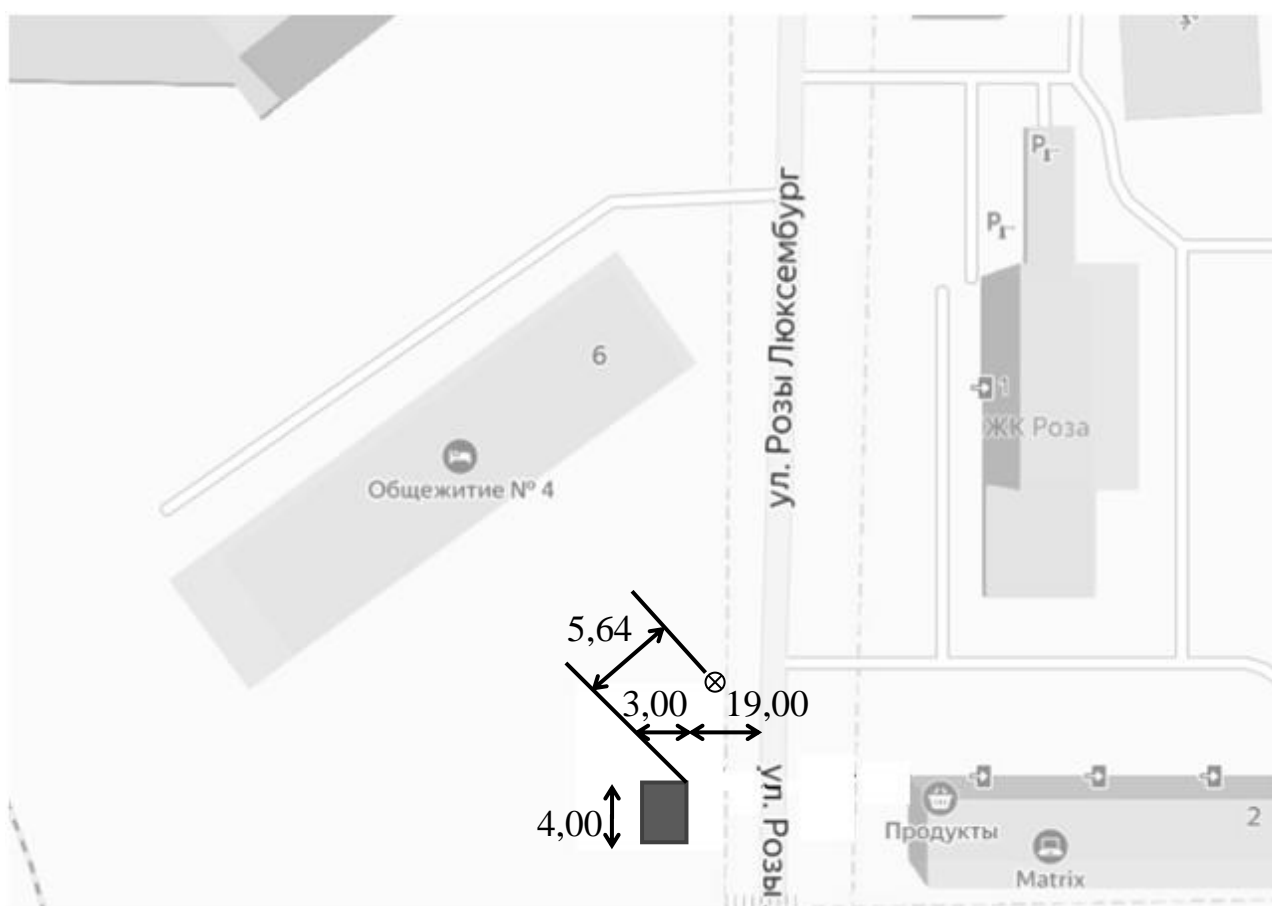 P
P
ул. Розы Люксембург
6
1
ЖК Роза
Общежитие № 4
5,64
3,00
19,00
4,00
ул. Розы
Продукты
2
Matrix